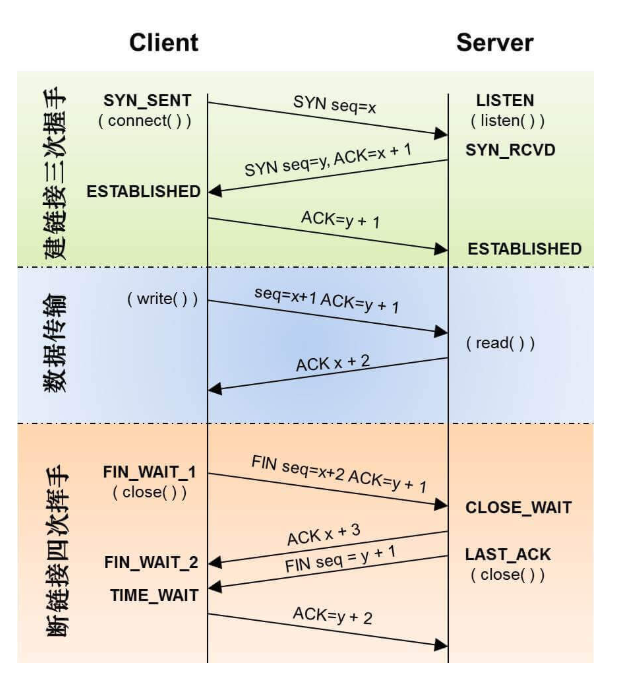 Client
Server
建链接三次握手
SYN_SENT
( connect( ) )
SYN seq=x
LISTEN
( listen( ) )
SYN_RCVD
SYN seq=y, ACK=x + 1
ESTABLISHED
ACK=y + 1
ESTABLISHED
数据传输
( write( ) )
seq=x+1 ACK=y + 1
( read( ) )
ACK x + 2
断链接四次挥手
FIN_WAIT_1
( close( ) )
FIN seq=x+2 ACK=y + 1
CLOSE_WAIT
ACK x + 3
FIN_WAIT_2
FIN seq = y + 1
LAST_ACK
( close( ) )
TIME_WAIT
ACK=y + 2